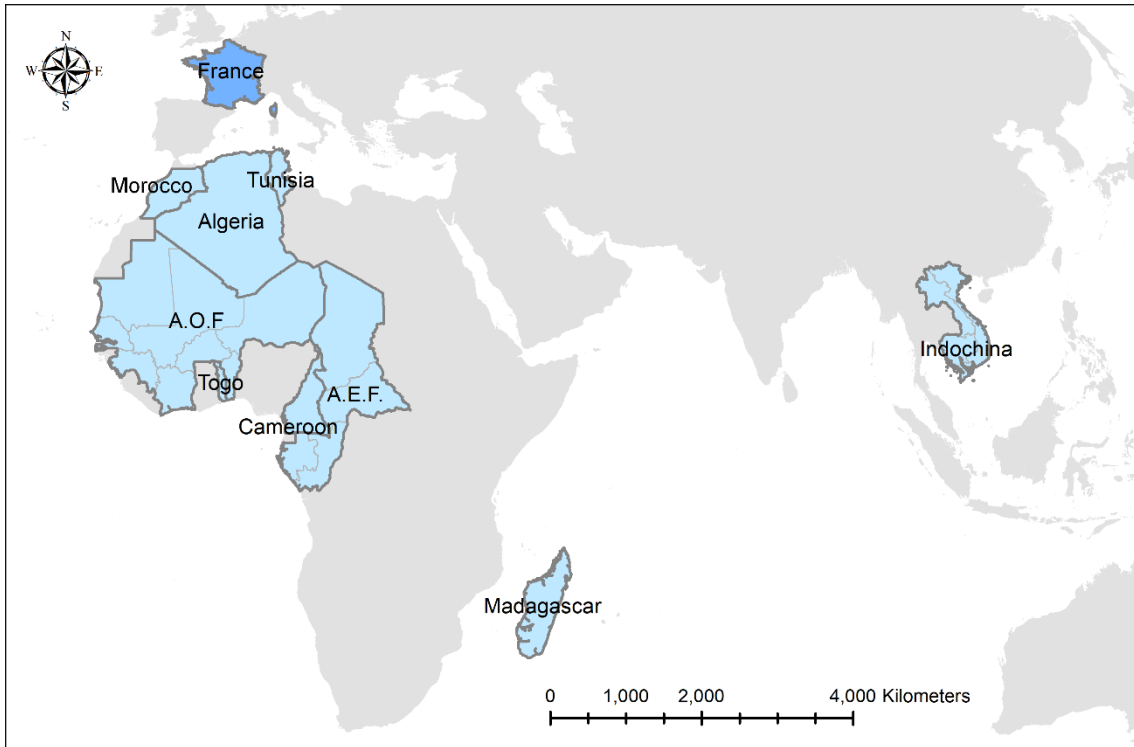 N
W E
S
France
Morocco
Tunisia
Algeria
A.O.F
Indochina
Togo
A.E.F.
Cameroon
Madagascar
0 1,000 2,000 4,000 Kilometers